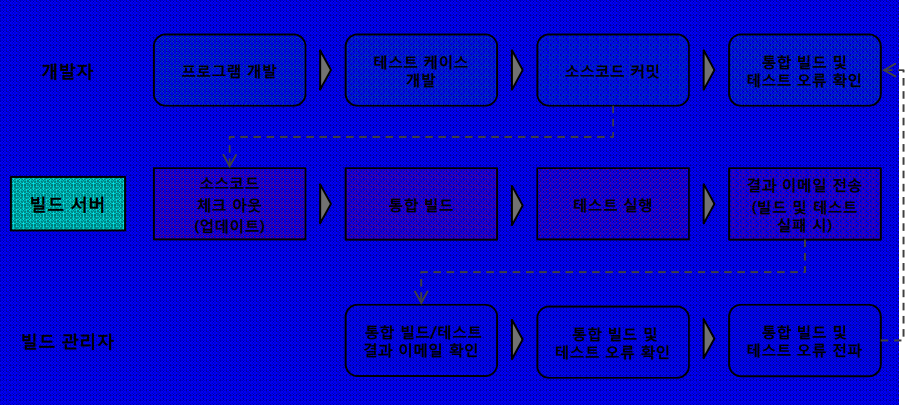 개발자
프로그램 개발
테스트 케이스
개발
소스코드 커밋
통합 빌드 및
테스트 오류 확인
빌드 서버
소스코드
체크 아웃
(업데이트)
통합 빌드
테스트 실행
결과 이메일 전송
(빌드 및 테스트
실패 시)
빌드 관리자
통합 빌드/테스트
결과 이메일 확인
통합 빌드 및
테스트 오류 확인
통합 빌드 및
테스트 오류 전파